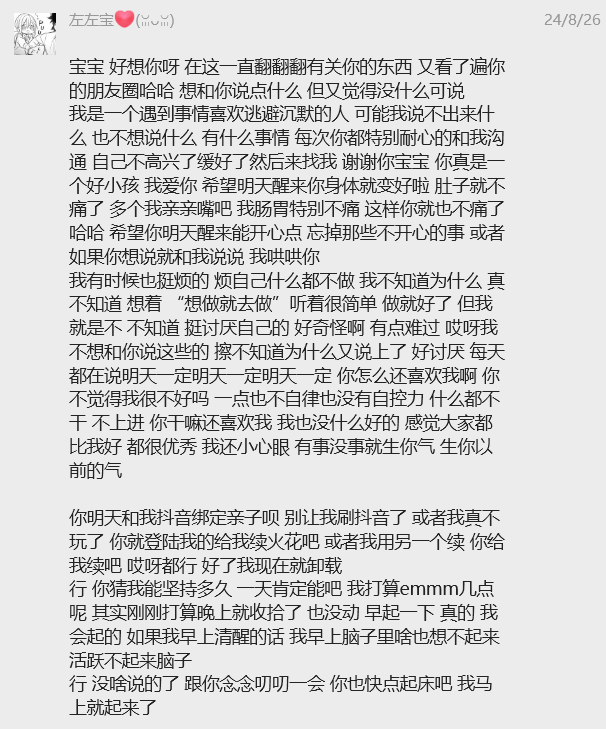 左左宝❤️(ˊ˘ˋ) 24/8/26
宝宝 好想你呀 在这一直翻翻翻有关你的东西 又看了遍你
的朋友圈哈哈 想和你说点什么 但又觉得没什么可说
我是一个遇到事情喜欢逃避沉默的人 可能我说不出来什
么 也不想说什么 有什么事情 每次你都特别耐心的和我沟
通 自己不高兴了缓好了然后来找我 谢谢你宝宝 你真是一
个好小孩 我爱你 希望明天醒来你身体就变好啦 肚子就不
痛了 多个我亲亲嘴吧 我肠胃特别不痛 这样你就也不痛了
哈哈 希望你明天醒来能开心点 忘掉那些不开心的事 或者
如果你想说就和我说说 我哄哄你
我有时候也挺烦的 烦自己什么都不做 我不知道为什么 真
不知道 想着 “想做就去做”听着很简单 做就好了 但我
就是不 不知道 挺讨厌自己的 好奇怪啊 有点难过 哎呀我
不想和你说这些的 擦不知道为什么又说上了 好讨厌 每天
都在说明天一定明天一定明天一定 你怎么还喜欢我啊 你
不觉得我很不好吗 一点也不自律也没有自控力 什么都不
干 不上进 你干嘛还喜欢我 我也没什么好的 感觉大家都
比我好 都很优秀 我还小心眼 有事没事就生你气 生你以
前的气
你明天和我抖音绑定亲子呗 别让我刷抖音了 或者我真不
玩了 你就登陆我的给我续火花吧 或者我用另一个续 你给
我续吧 哎呀都行 好了我现在就卸载
行 你猜我能坚持多久 一天肯定能吧 我打算emmm几点
呢 其实刚刚打算晚上就收拾了 也没动 早起一下 真的 我
会起的 如果我早上清醒的话 我早上脑子里啥也想不起来
活跃不起来脑子
行 没啥说的了 跟你念念叨叨一会 你也快点起床吧 我马
上就起来了